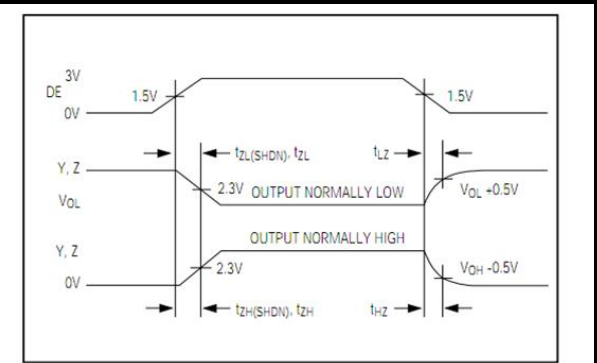 3V
DE
1.5V
1.5V
0V
tZL(SHDN), tZL
tLZ
Y, Z
2.3V
OUTPUT NORMALLY LOW
VOL +0.5V
VOL
OUTPUT NORMALLY HIGH
Y, Z
2.3V
VOH -0.5V
0V
tZH(SHDN), tZH
tHZ